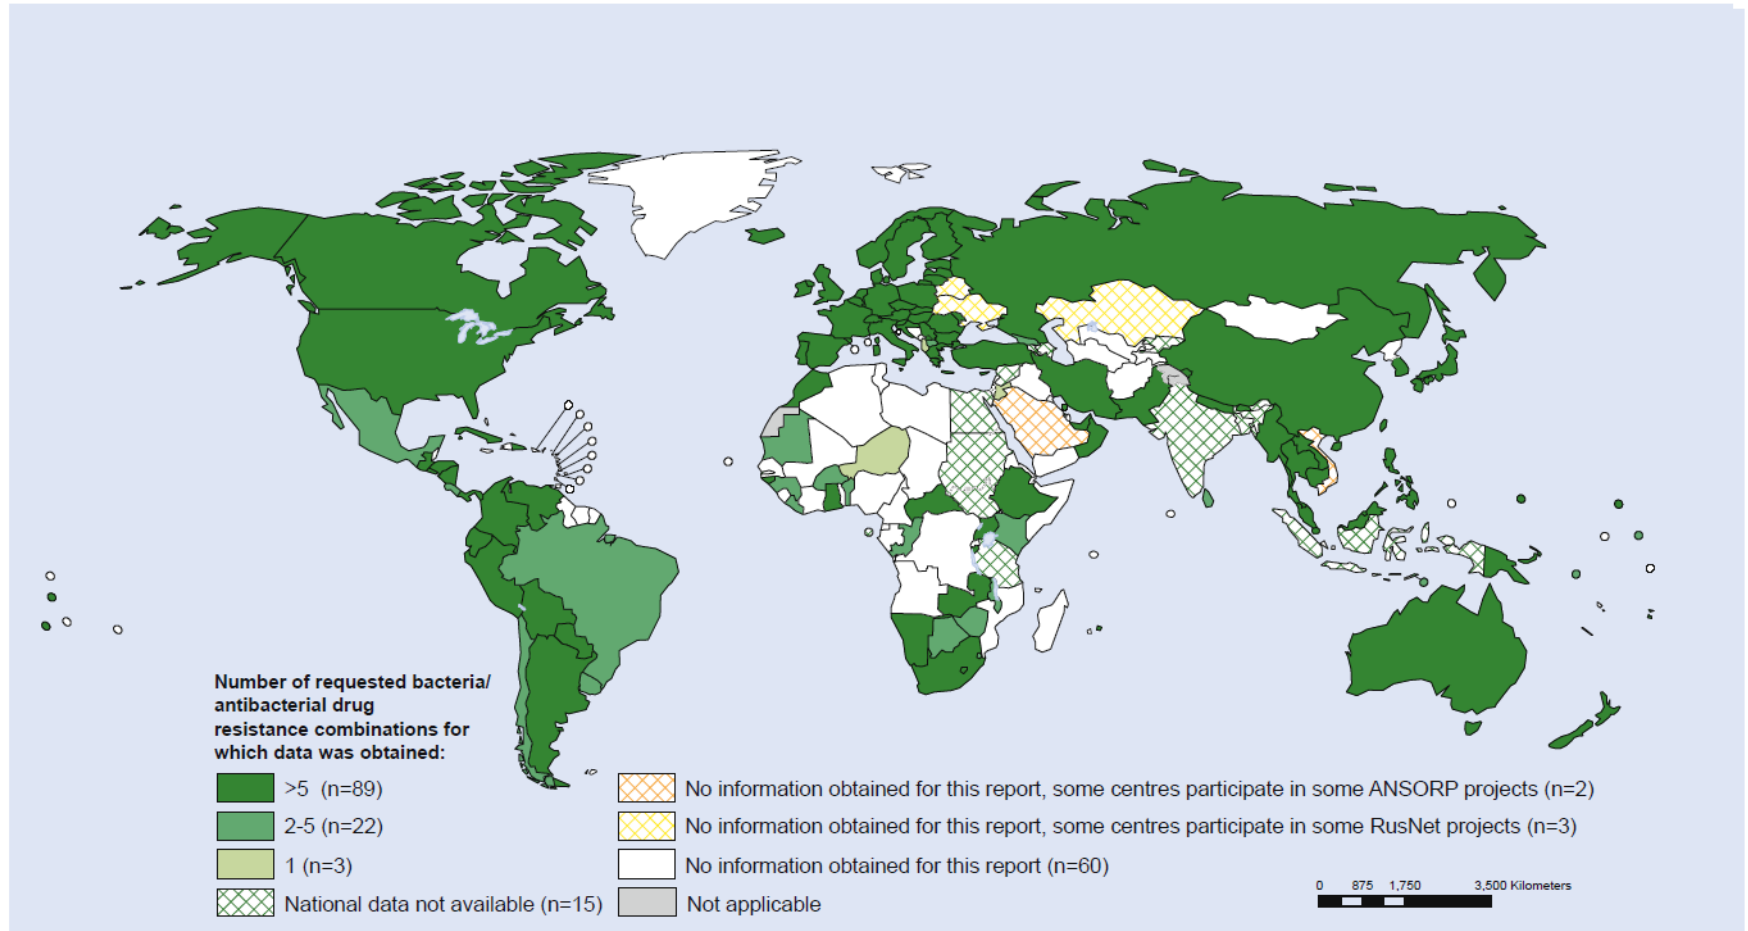 Number of requested bacteria/
antibacterial drug
resistance combinations for
which data was obtained:
>5 (n=89)
2-5 (n=22)
1 (n=3)
National data not available (n=15)
No information obtained for this report, some centres participate in some ANSORP projects (n=2)
No information obtained for this report, some centres participate in some RusNet projects (n=3)
No information obtained for this report (n=60)
Not applicable
0 875 1,750 3,500 Kilometers